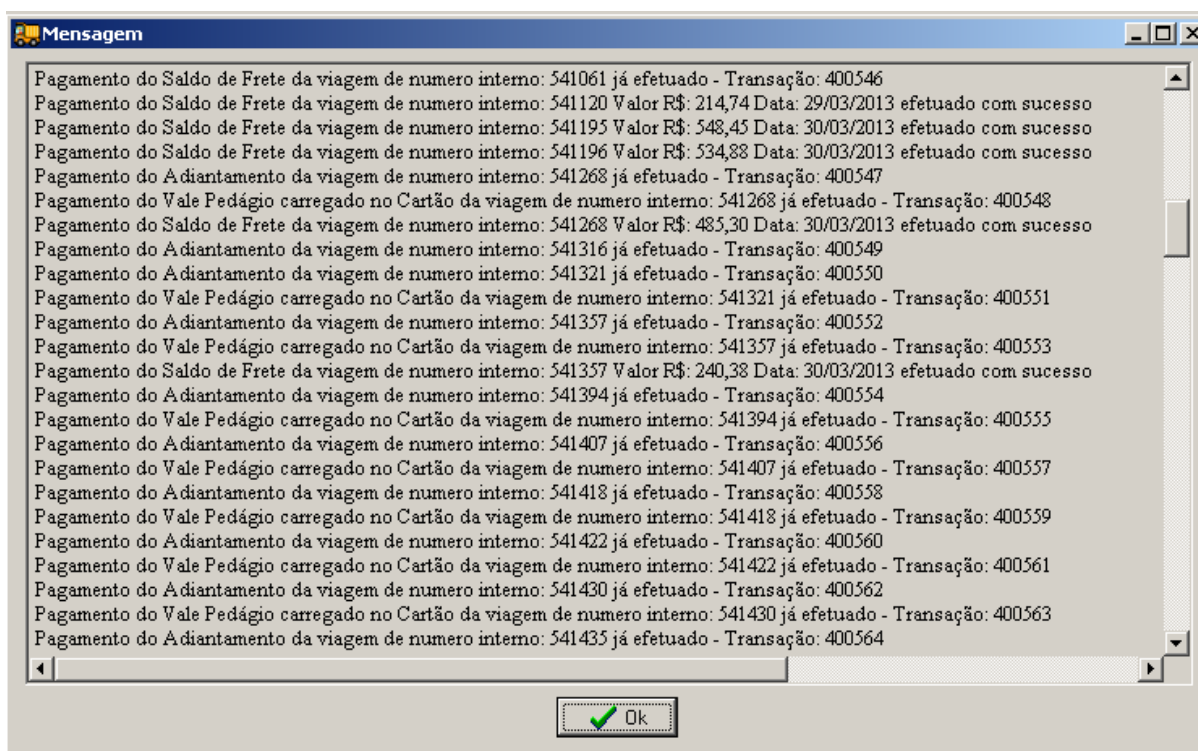 Mensagem
Pagamento do Saldo de Frete da viagem de numero interno: 541061 já efetuado - Transação: 400546
Pagamento do Saldo de Frete da viagem de numero interno: 541120 Valor R$: 214,74 Data: 29/03/2013 efetuado com sucesso
Pagamento do Saldo de Frete da viagem de numero interno: 541195 Valor R$: 548,45 Data: 30/03/2013 efetuado com sucesso
Pagamento do Saldo de Frete da viagem de numero interno: 541196 Valor R$: 534,88 Data: 30/03/2013 efetuado com sucesso
Pagamento do Adiantamento da viagem de numero interno: 541268 já efetuado - Transação: 400547
Pagamento do Vale Pedágio carregado no Cartão da viagem de numero interno: 541268 já efetuado - Transação: 400548
Pagamento do Saldo de Frete da viagem de numero interno: 541268 Valor R$: 485,30 Data: 30/03/2013 efetuado com sucesso
Pagamento do Adiantamento da viagem de numero interno: 541316 já efetuado - Transação: 400549
Pagamento do Adiantamento da viagem de numero interno: 541321 já efetuado - Transação: 400550
Pagamento do Vale Pedágio carregado no Cartão da viagem de numero interno: 541321 já efetuado - Transação: 400551
Pagamento do Adiantamento da viagem de numero interno: 541357 já efetuado - Transação: 400552
Pagamento do Vale Pedágio carregado no Cartão da viagem de numero interno: 541357 já efetuado - Transação: 400553
Pagamento do Saldo de Frete da viagem de numero interno: 541357 Valor R$: 240,38 Data: 30/03/2013 efetuado com sucesso
Pagamento do Adiantamento da viagem de numero interno: 541394 já efetuado - Transação: 400554
Pagamento do Vale Pedágio carregado no Cartão da viagem de numero interno: 541394 já efetuado - Transação: 400555
Pagamento do Adiantamento da viagem de numero interno: 541407 já efetuado - Transação: 400556
Pagamento do Vale Pedágio carregado no Cartão da viagem de numero interno: 541407 já efetuado - Transação: 400557
Pagamento do Adiantamento da viagem de numero interno: 541418 já efetuado - Transação: 400558
Pagamento do Vale Pedágio carregado no Cartão da viagem de numero interno: 541418 já efetuado - Transação: 400559
Pagamento do Adiantamento da viagem de numero interno: 541422 já efetuado - Transação: 400560
Pagamento do Vale Pedágio carregado no Cartão da viagem de numero interno: 541422 já efetuado - Transação: 400561
Pagamento do Adiantamento da viagem de numero interno: 541430 já efetuado - Transação: 400562
Pagamento do Vale Pedágio carregado no Cartão da viagem de numero interno: 541430 já efetuado - Transação: 400563
Pagamento do Adiantamento da viagem de numero interno: 541435 já efetuado - Transação: 400564
Ok